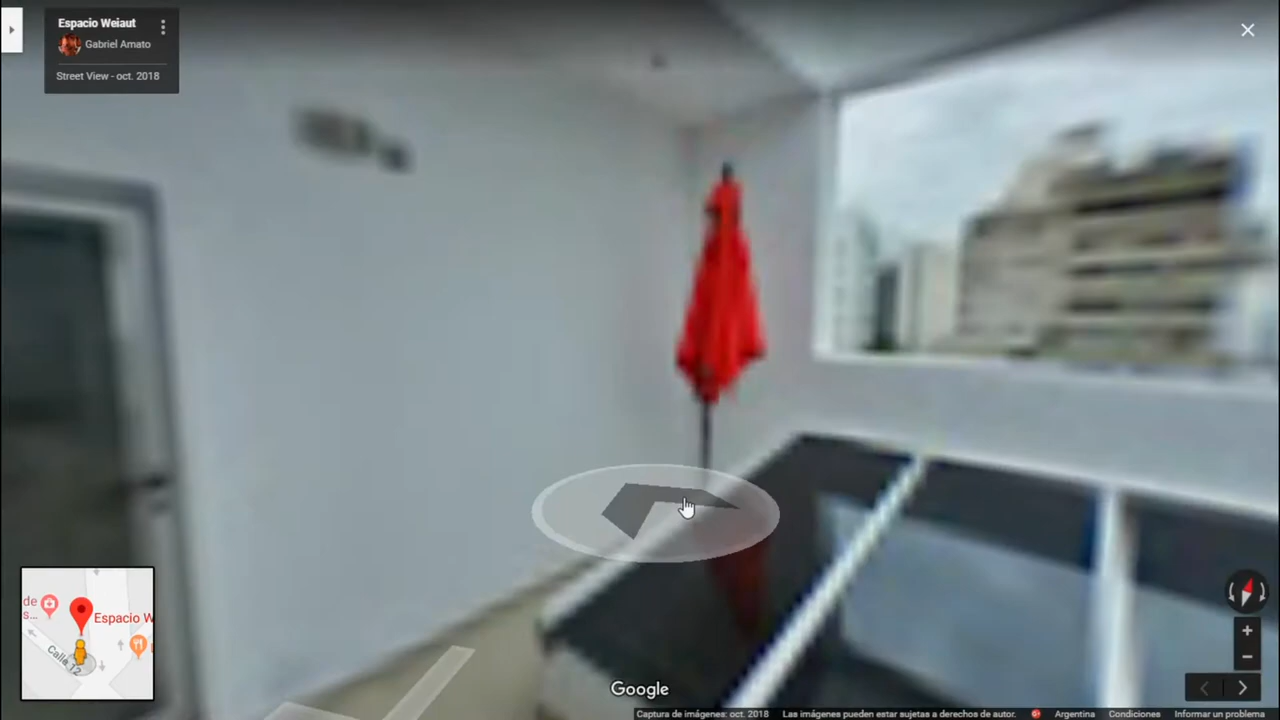 Espacio Weiaut
Gabriel Amato
Street View - oct. 2018
de
s...
Espacio W
Calle 12
Google
Captura de imágenes: oct. 2018 Las imágenes pueden estar sujetas a derechos de autor. Argentina Condiciones Informar un problema